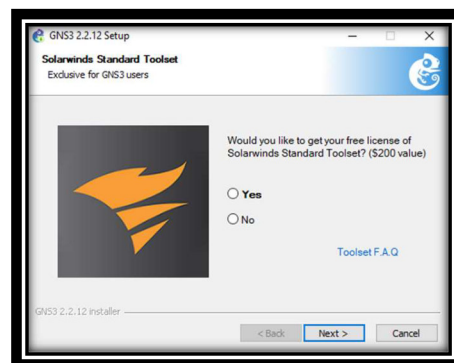 GNS3 2.2.12 Setup
Solarwinds Standard Toolset
Exclusive for GNS3 users
Would you like to get your free license of
Solarwinds Standard Toolset? ($200 value)
Yes
No
Toolset F.A.Q
GNS3 2.2.12 installer
< Back
Next >
Cancel